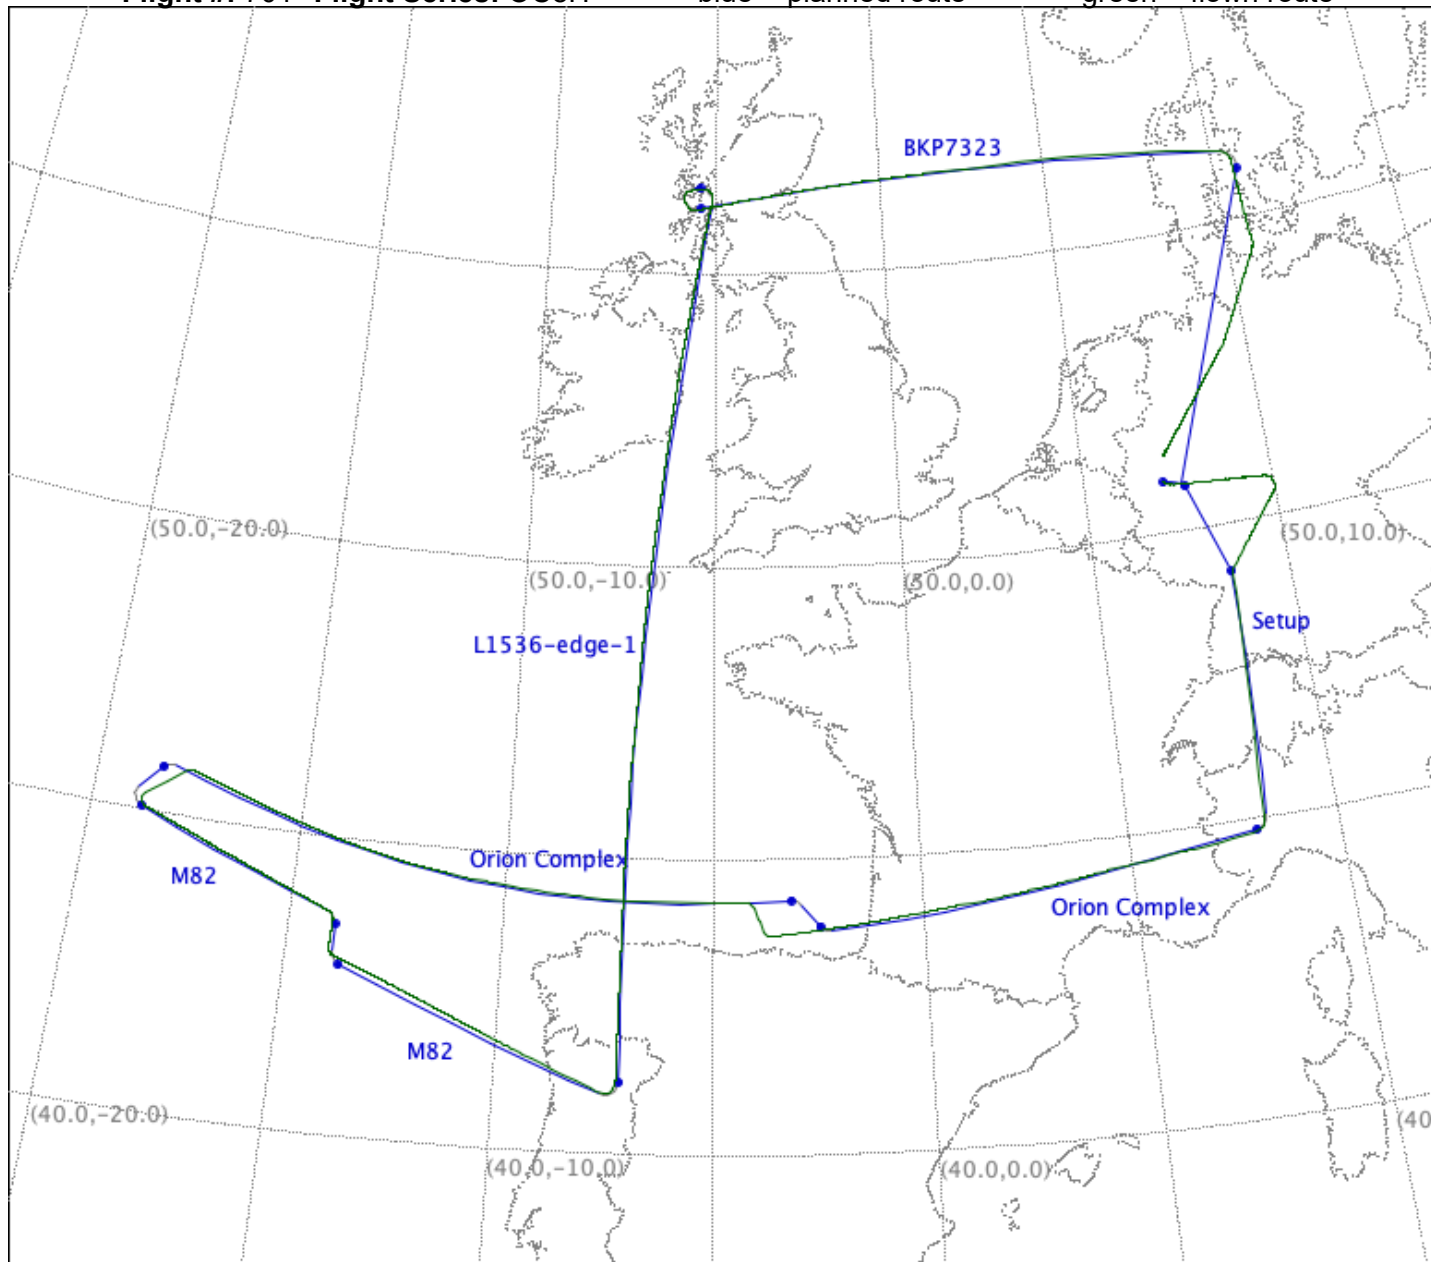 BKP7323
(50.0,-20.0)
(50.0,-10.0)
(50.0,0.0)
(50.0,10.0)
Setup
L1536-edge-1
Orion Complex
M82
Orion Complex
M82
(40.0,-20.0)
(40.0,-10.0)
(40.0,0.0)
(40